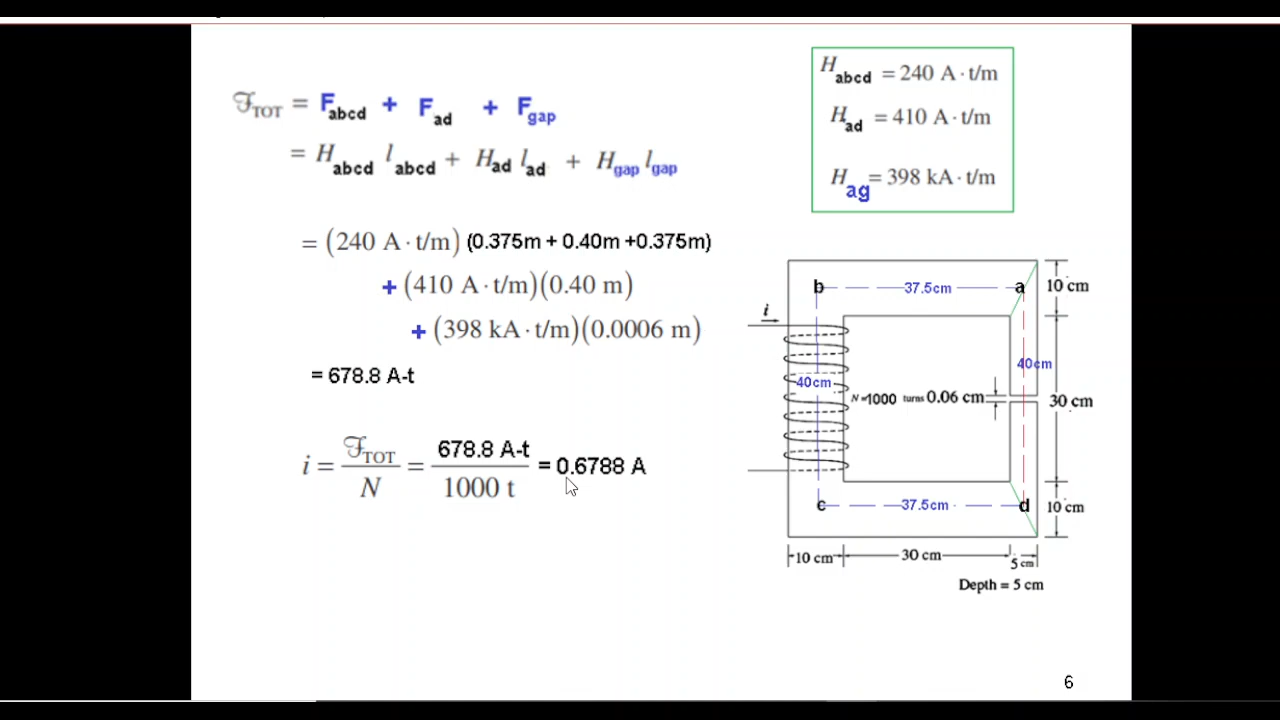 ℱTOT = Fabcd + Fad + Fgap
= Habcd labcd + Had lad + Hgap lgap
= (240 A · t/m) (0.375m + 0.40m +0.375m)
+ (410 A · t/m)(0.40 m)
+ (398 kA · t/m)(0.0006 m)
= 678.8 A-t
i = ℱTOT / N = 678.8 A-t / 1000 t = 0.6788 A
Habcd = 240 A · t/m
Had = 410 A · t/m
Hag = 398 kA · t/m
b 37.5cm a 10 cm
i
40cm
40cm N=1000 turns 0.06 cm 30 cm
c 37.5cm d 10 cm
10 cm 30 cm 5 cm
Depth = 5 cm
6